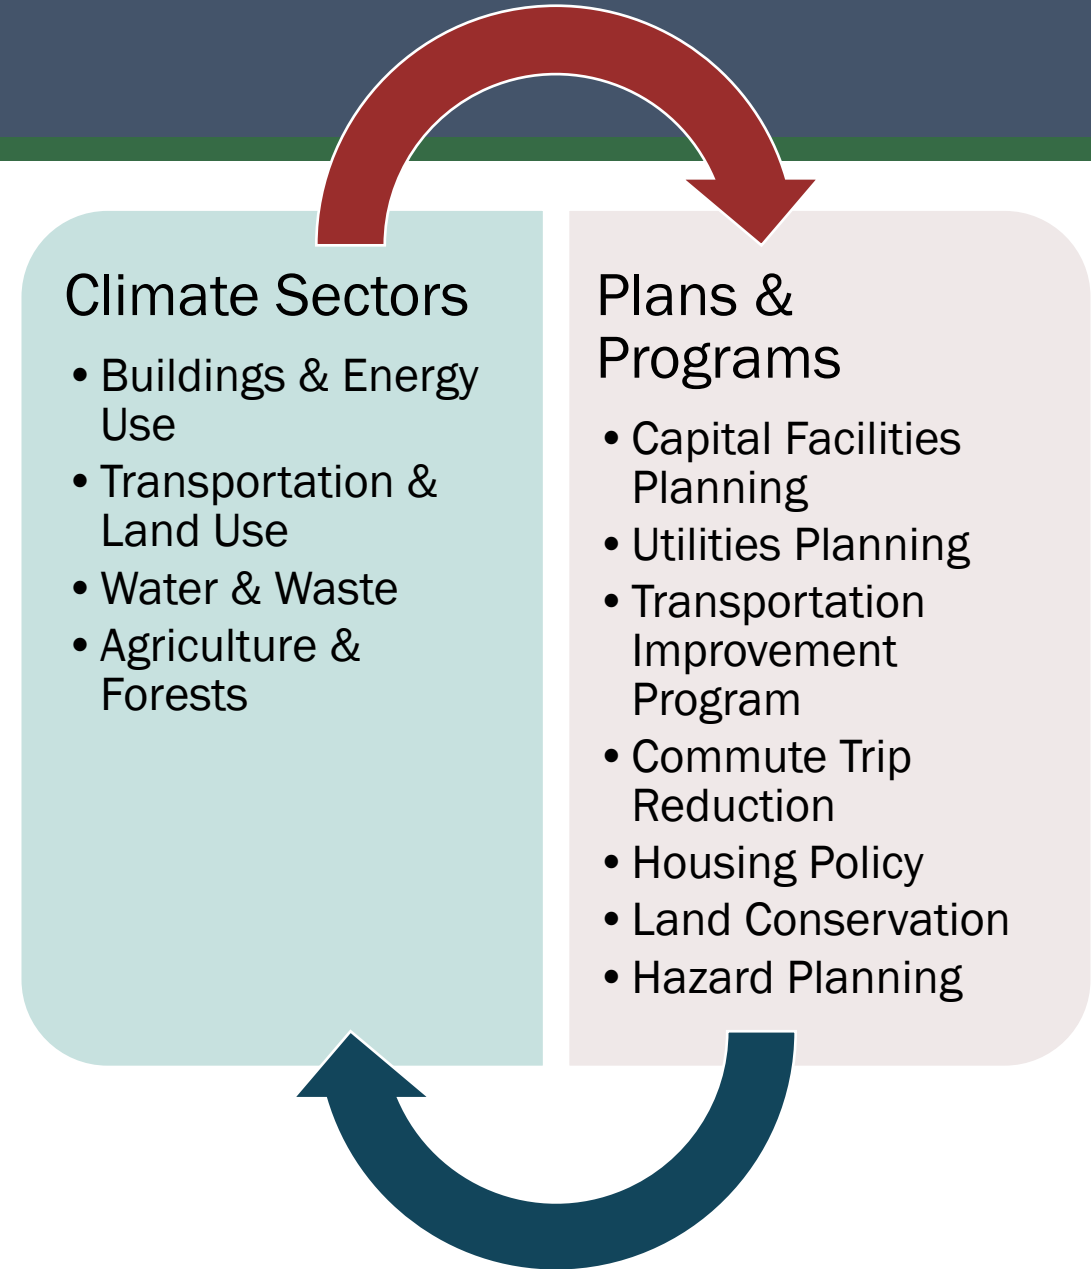 Climate Sectors
• Buildings & Energy
Use
• Transportation &
Land Use
• Water & Waste
• Agriculture &
Forests
Plans &
Programs
• Capital Facilities
Planning
• Utilities Planning
• Transportation
Improvement
Program
• Commute Trip
Reduction
• Housing Policy
• Land Conservation
• Hazard Planning